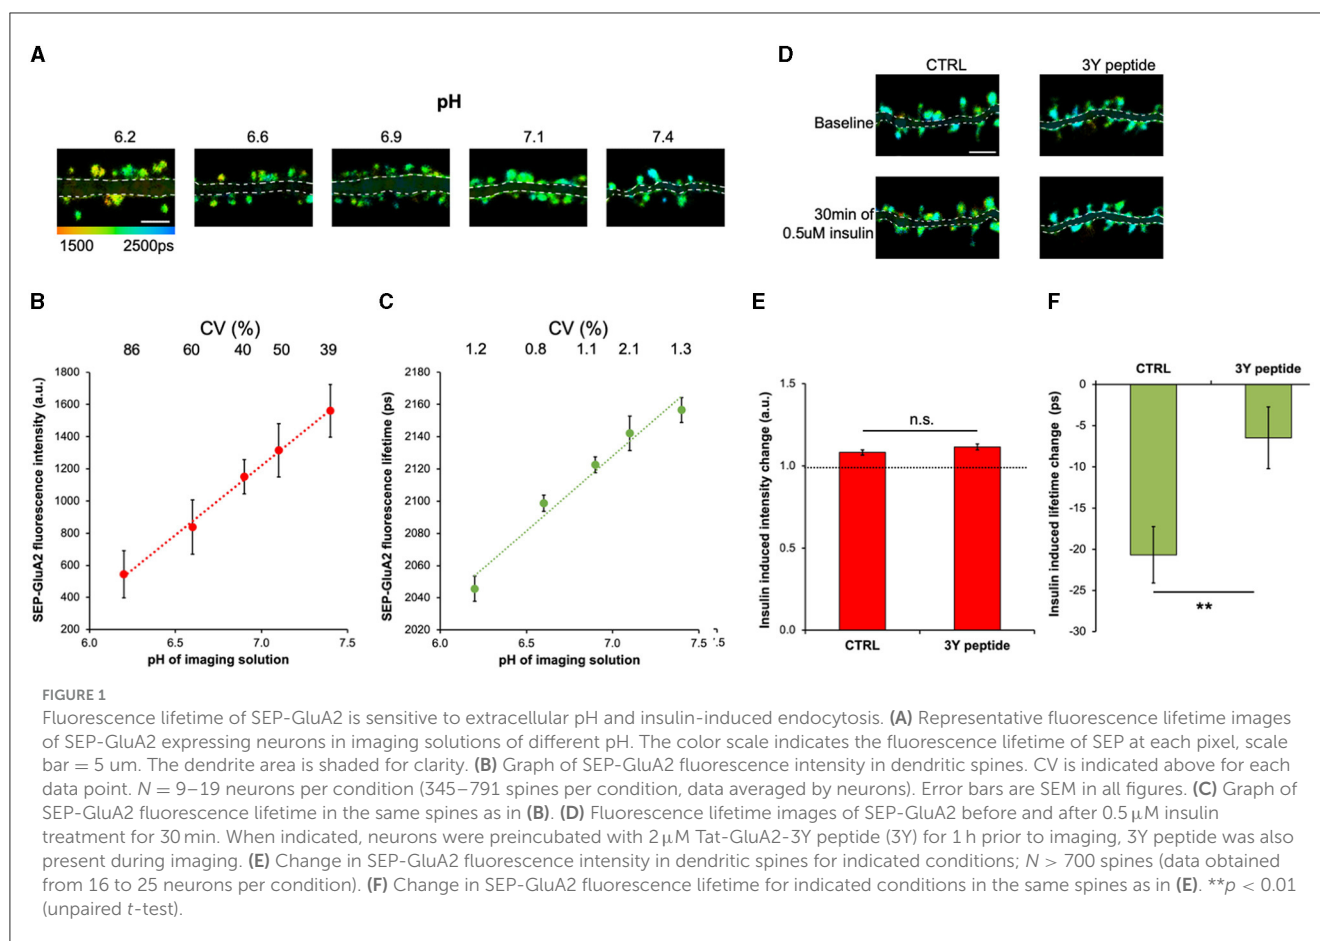 A
pH
6.2 6.6 6.9 7.1 7.4
1500 2500ps
D
CTRL 3Y peptide
Baseline
30min of
0.5uM insulin
B
CV (%)
86 60 40 50 39
SEP-GluA2 fluorescence intensity (a.u.)
1800
1600
1400
1200
1000
800
600
400
200
6.0 6.5 7.0 7.5
pH of imaging solution
C
CV (%)
1.2 0.8 1.1 2.1 1.3
SEP-GluA2 fluorescence lifetime (ps)
2180
2160
2140
2120
2100
2080
2060
2040
2020
6.0 6.5 7.0 7.5 .5
pH of imaging solution
E
Insulin induced intensity change (a.u.)
1.5
1.0
0.5
0.0
n.s.
CTRL 3Y peptide
F
CTRL 3Y peptide
Insulin induced lifetime change (ps)
0
-5
-10
-15
-20
-25
-30
**
FIGURE 1
Fluorescence lifetime of SEP-GluA2 is sensitive to extracellular pH and insulin-induced endocytosis. (A) Representative fluorescence lifetime images
of SEP-GluA2 expressing neurons in imaging solutions of different pH. The color scale indicates the fluorescence lifetime of SEP at each pixel, scale
bar = 5 um. The dendrite area is shaded for clarity. (B) Graph of SEP-GluA2 fluorescence intensity in dendritic spines. CV is indicated above for each
data point. N = 9–19 neurons per condition (345–791 spines per condition, data averaged by neurons). Error bars are SEM in all figures. (C) Graph of
SEP-GluA2 fluorescence lifetime in the same spines as in (B). (D) Fluorescence lifetime images of SEP-GluA2 before and after 0.5 μM insulin
treatment for 30 min. When indicated, neurons were preincubated with 2 μM Tat-GluA2-3Y peptide (3Y) for 1 h prior to imaging, 3Y peptide was also
present during imaging. (E) Change in SEP-GluA2 fluorescence intensity in dendritic spines for indicated conditions; N > 700 spines (data obtained
from 16 to 25 neurons per condition). (F) Change in SEP-GluA2 fluorescence lifetime for indicated conditions in the same spines as in (E). **p < 0.01
(unpaired t-test).